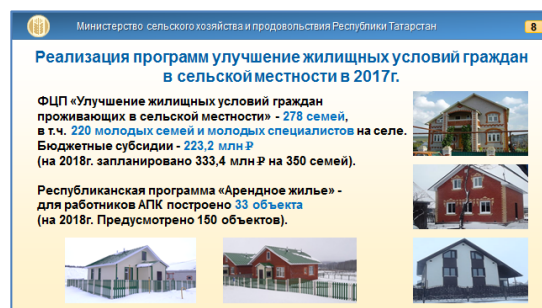 Министерство сельского хозяйства и продовольствия Республики Татарстан
8
Реализация программ улучшение жилищных условий граждан
в сельской местности в 2017г.
ФЦП «Улучшение жилищных условий граждан
проживающих в сельской местности» - 278 семей,
в т.ч. 220 молодых семей и молодых специалистов на селе.
Бюджетные субсидии - 223,2 млн ₽
(на 2018г. запланировано 333,4 млн ₽ на 350 семей).
Республиканская программа «Арендное жилье» -
для работников АПК построено 33 объекта
(на 2018г. Предусмотрено 150 объектов).